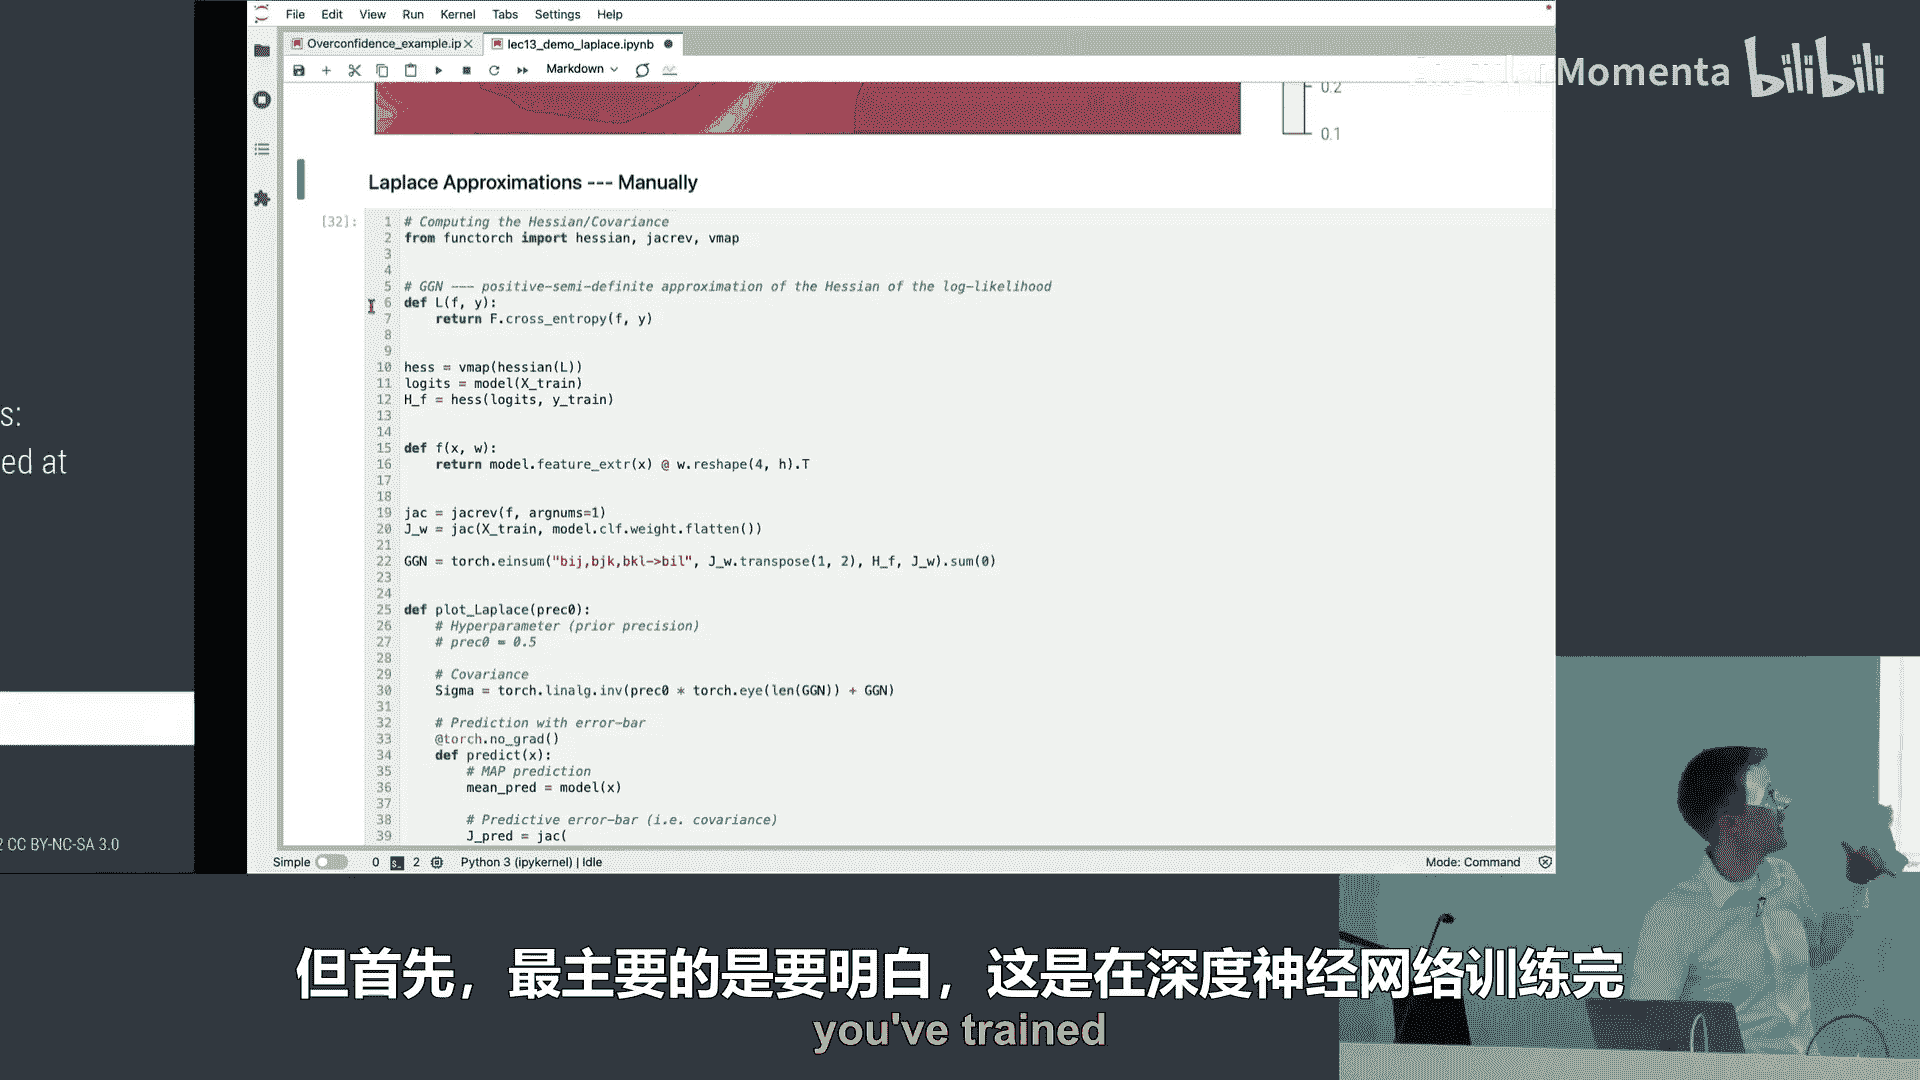 File Edit View Run Kernel Tabs Settings Help
Overconfidence_example.ip
lec13_demo_laplace.ipynb
Markdown
Momenta bilibili
0.2
0.1
Laplace Approximations --- Manually
[32]:
1 # Computing the Hessian/Covariance
2 from functorch import hessian, jacrev, vmap
3
4
5 # GGN --- positive-semi-definite approximation of the Hessian of the log-likelihood
6 def L(f, y):
7 return F.cross_entropy(f, y)
8
9
10 hess = vmap(hessian(L))
11 logits = model(X_train)
12 H_f = hess(logits, y_train)
13
14
15 def f(x, w):
16 return model.feature_extr(x) @ w.reshape(4, h).T
17
18
19 jac = jacrev(f, argnums=1)
20 J_w = jac(X_train, model.clf.weight.flatten())
21
22 GGN = torch.einsum("bij,bjk,bkl->bil", J_w.transpose(1, 2), H_f, J_w).sum(0)
23
24
25 def plot_Laplace(prec0):
26 # Hyperparameter (prior precision)
27 # prec0 = 0.5
28
29 # Covariance
30 Sigma = torch.linalg.inv(prec0 * torch.eye(len(GGN)) + GGN)
31
32 # Prediction with error-bar
33 @torch.no_grad()
34 def predict(x):
35 # MAP prediction
36 mean_pred = model(x)
37
38 # Predictive error-bar (i.e. covariance)
39 J_pred = jac(
s:
ed at
2 CC BY-NC-SA 3.0
Simple 0 2 Python 3 (ipykernel) | Idle Mode: Command
但首先，最主要的是要明白，这是在深度神经网络训练完
you've trained